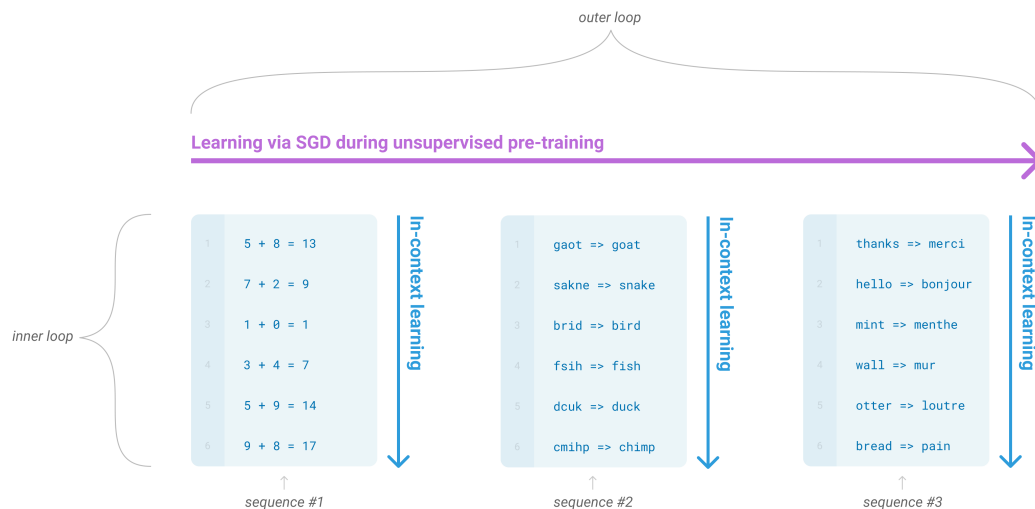 outer loop
Learning via SGD during unsupervised pre-training
inner loop
1 5 + 8 = 13
2 7 + 2 = 9
3 1 + 0 = 1
4 3 + 4 = 7
5 5 + 9 = 14
6 9 + 8 = 17
In-context learning
sequence #1
1 gaot => goat
2 sakne => snake
3 brid => bird
4 fsih => fish
5 dcuk => duck
6 cmihp => chimp
In-context learning
sequence #2
1 thanks => merci
2 hello => bonjour
3 mint => menthe
4 wall => mur
5 otter => loutre
6 bread => pain
In-context learning
sequence #3